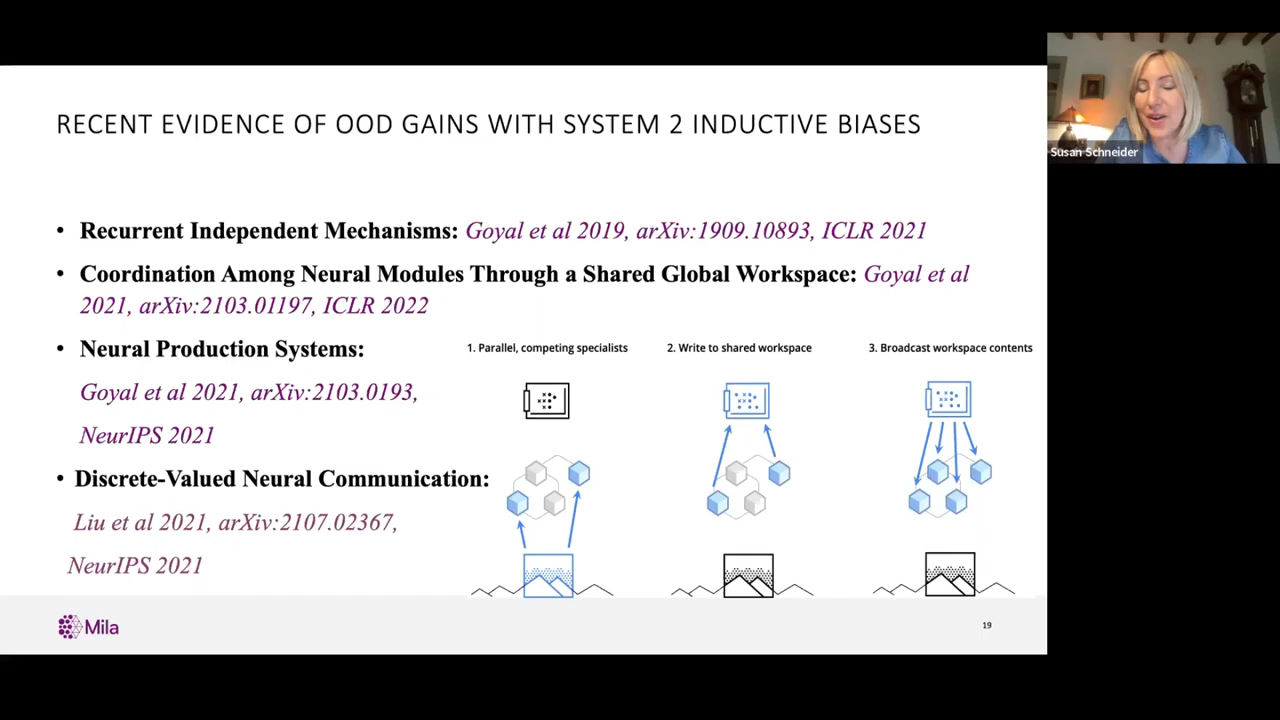 RECENT EVIDENCE OF OOD GAINS WITH SYSTEM 2 INDUCTIVE BIASES
Susan Schneider
• Recurrent Independent Mechanisms: Goyal et al 2019, arXiv:1909.10893, ICLR 2021
• Coordination Among Neural Modules Through a Shared Global Workspace: Goyal et al
2021, arXiv:2103.01197, ICLR 2022
• Neural Production Systems:
Goyal et al 2021, arXiv:2103.0193,
NeurIPS 2021
• Discrete-Valued Neural Communication:
Liu et al 2021, arXiv:2107.02367,
NeurIPS 2021
1. Parallel, competing specialists
2. Write to shared workspace
3. Broadcast workspace contents
Mila
19